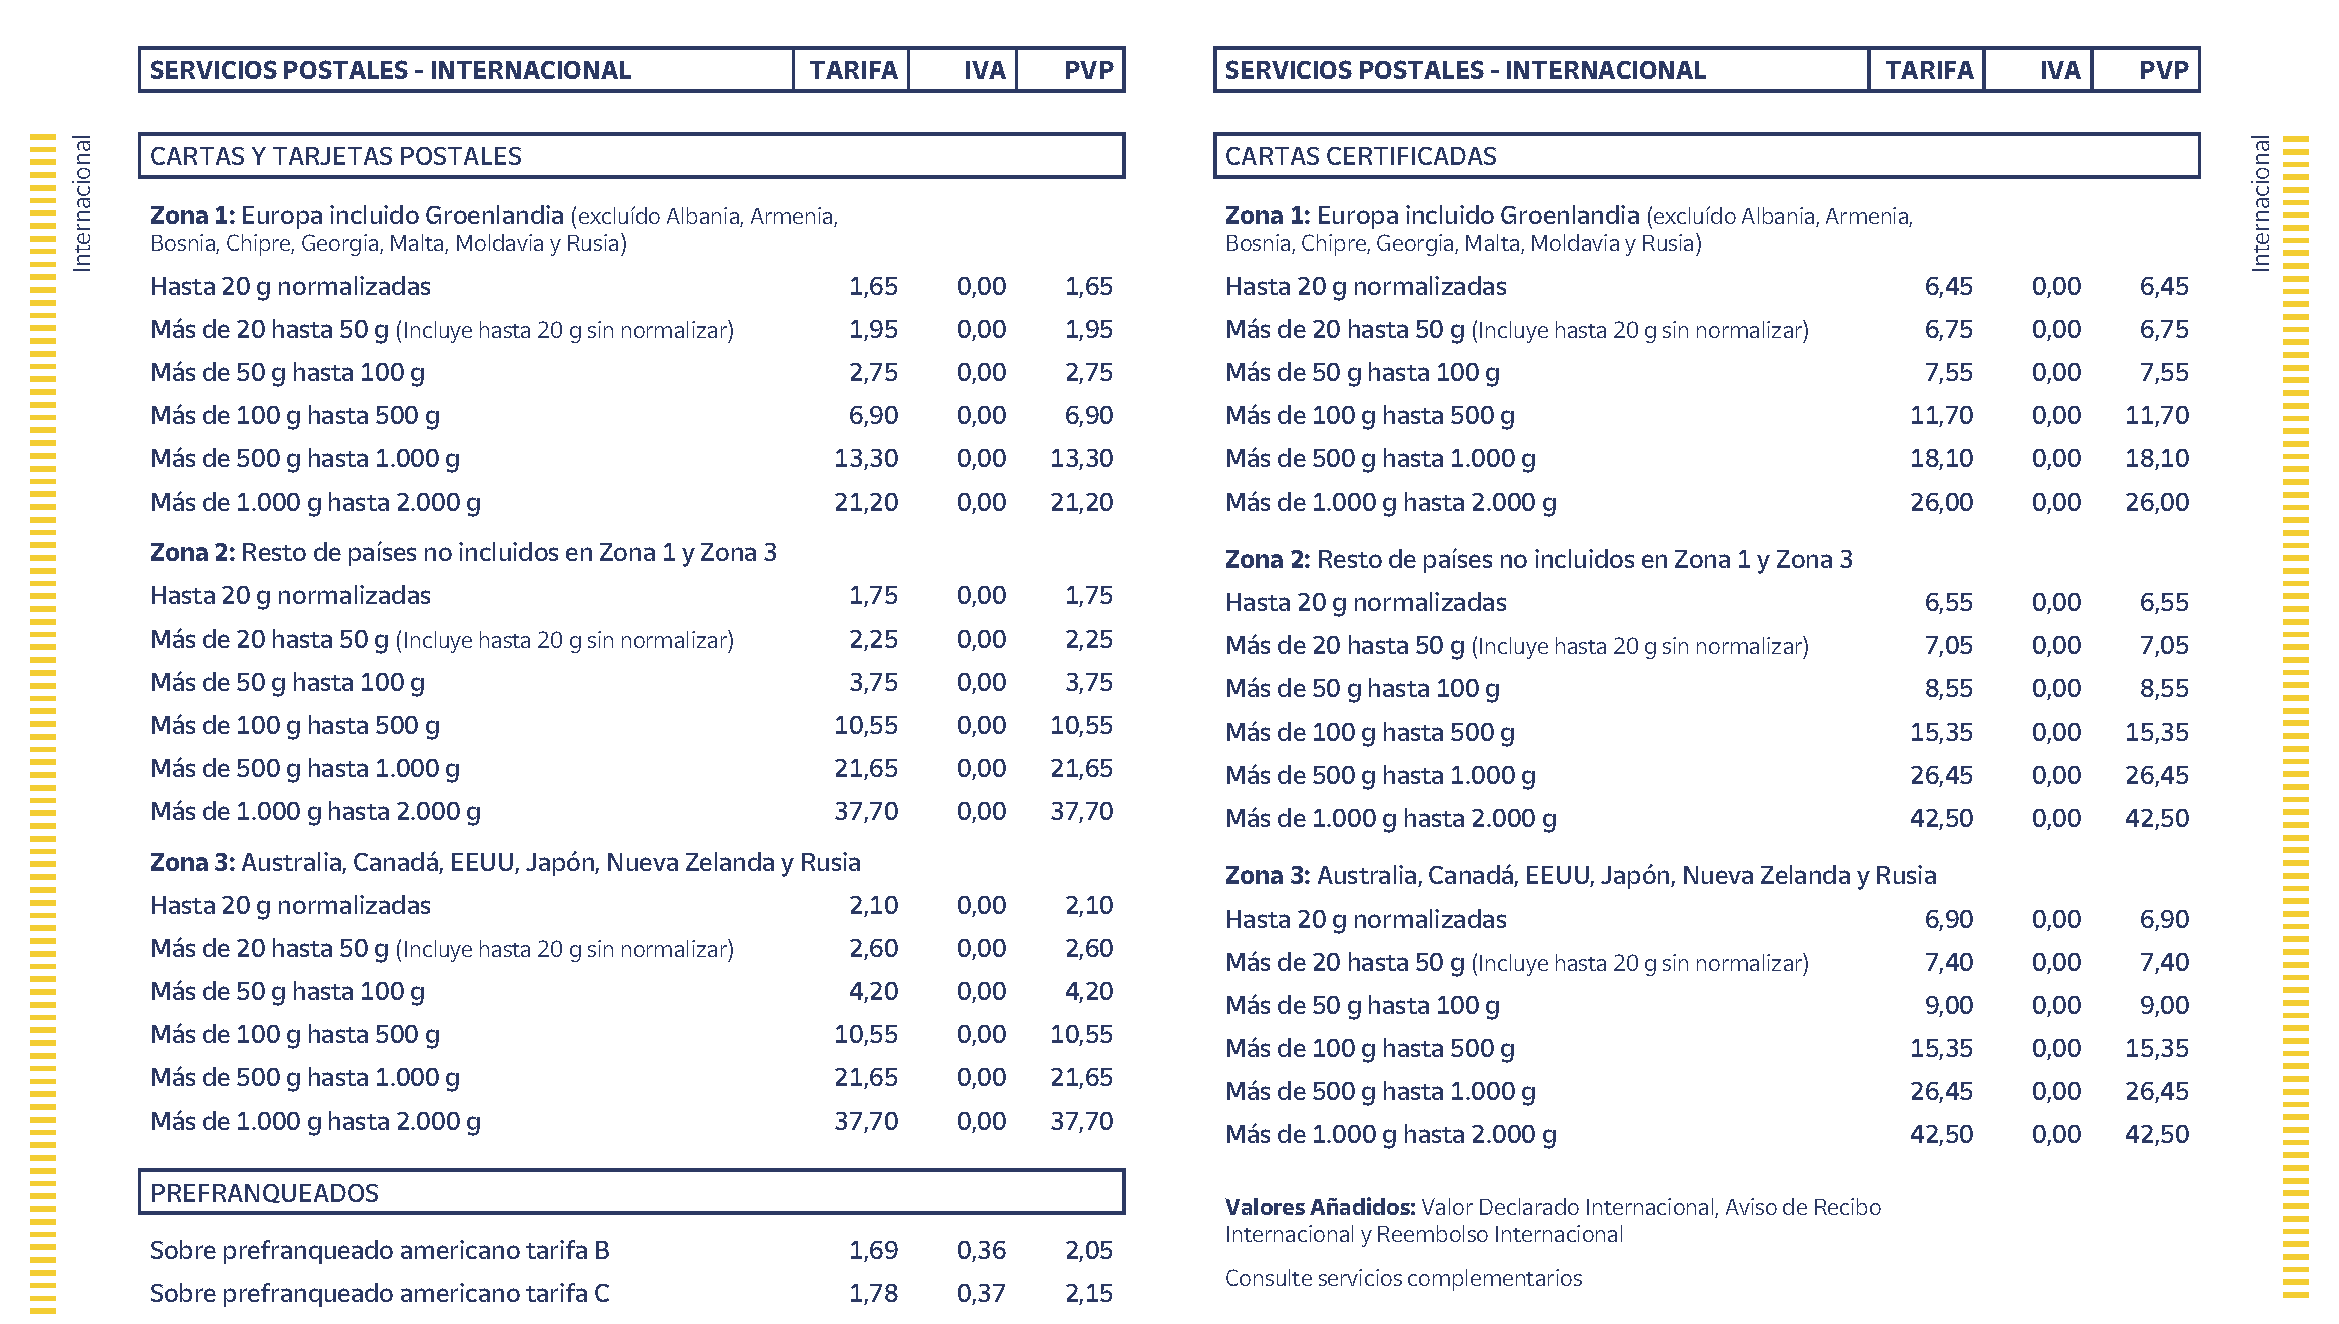 SERVICIOS POSTALES - INTERNACIONAL TARIFA IVA PVP
Internacional
CARTAS Y TARJETAS POSTALES
Zona 1: Europa incluido Groenlandia (excluído Albania, Armenia,
Bosnia, Chipre, Georgia, Malta, Moldavia y Rusia)
Hasta 20 g normalizadas 1,65 0,00 1,65
Más de 20 hasta 50 g (Incluye hasta 20 g sin normalizar) 1,95 0,00 1,95
Más de 50 g hasta 100 g 2,75 0,00 2,75
Más de 100 g hasta 500 g 6,90 0,00 6,90
Más de 500 g hasta 1.000 g 13,30 0,00 13,30
Más de 1.000 g hasta 2.000 g 21,20 0,00 21,20
Zona 2: Resto de países no incluidos en Zona 1 y Zona 3
Hasta 20 g normalizadas 1,75 0,00 1,75
Más de 20 hasta 50 g (Incluye hasta 20 g sin normalizar) 2,25 0,00 2,25
Más de 50 g hasta 100 g 3,75 0,00 3,75
Más de 100 g hasta 500 g 10,55 0,00 10,55
Más de 500 g hasta 1.000 g 21,65 0,00 21,65
Más de 1.000 g hasta 2.000 g 37,70 0,00 37,70
Zona 3: Australia, Canadá, EEUU, Japón, Nueva Zelanda y Rusia
Hasta 20 g normalizadas 2,10 0,00 2,10
Más de 20 hasta 50 g (Incluye hasta 20 g sin normalizar) 2,60 0,00 2,60
Más de 50 g hasta 100 g 4,20 0,00 4,20
Más de 100 g hasta 500 g 10,55 0,00 10,55
Más de 500 g hasta 1.000 g 21,65 0,00 21,65
Más de 1.000 g hasta 2.000 g 37,70 0,00 37,70
PREFRANQUEADOS
Sobre prefranqueado americano tarifa B 1,69 0,36 2,05
Sobre prefranqueado americano tarifa C 1,78 0,37 2,15
SERVICIOS POSTALES - INTERNACIONAL TARIFA IVA PVP
Internacional
CARTAS CERTIFICADAS
Zona 1: Europa incluido Groenlandia (excluído Albania, Armenia,
Bosnia, Chipre, Georgia, Malta, Moldavia y Rusia)
Hasta 20 g normalizadas 6,45 0,00 6,45
Más de 20 hasta 50 g (Incluye hasta 20 g sin normalizar) 6,75 0,00 6,75
Más de 50 g hasta 100 g 7,55 0,00 7,55
Más de 100 g hasta 500 g 11,70 0,00 11,70
Más de 500 g hasta 1.000 g 18,10 0,00 18,10
Más de 1.000 g hasta 2.000 g 26,00 0,00 26,00
Zona 2: Resto de países no incluidos en Zona 1 y Zona 3
Hasta 20 g normalizadas 6,55 0,00 6,55
Más de 20 hasta 50 g (Incluye hasta 20 g sin normalizar) 7,05 0,00 7,05
Más de 50 g hasta 100 g 8,55 0,00 8,55
Más de 100 g hasta 500 g 15,35 0,00 15,35
Más de 500 g hasta 1.000 g 26,45 0,00 26,45
Más de 1.000 g hasta 2.000 g 42,50 0,00 42,50
Zona 3: Australia, Canadá, EEUU, Japón, Nueva Zelanda y Rusia
Hasta 20 g normalizadas 6,90 0,00 6,90
Más de 20 hasta 50 g (Incluye hasta 20 g sin normalizar) 7,40 0,00 7,40
Más de 50 g hasta 100 g 9,00 0,00 9,00
Más de 100 g hasta 500 g 15,35 0,00 15,35
Más de 500 g hasta 1.000 g 26,45 0,00 26,45
Más de 1.000 g hasta 2.000 g 42,50 0,00 42,50
Valores Añadidos: Valor Declarado Internacional, Aviso de Recibo
Internacional y Reembolso Internacional
Consulte servicios complementarios